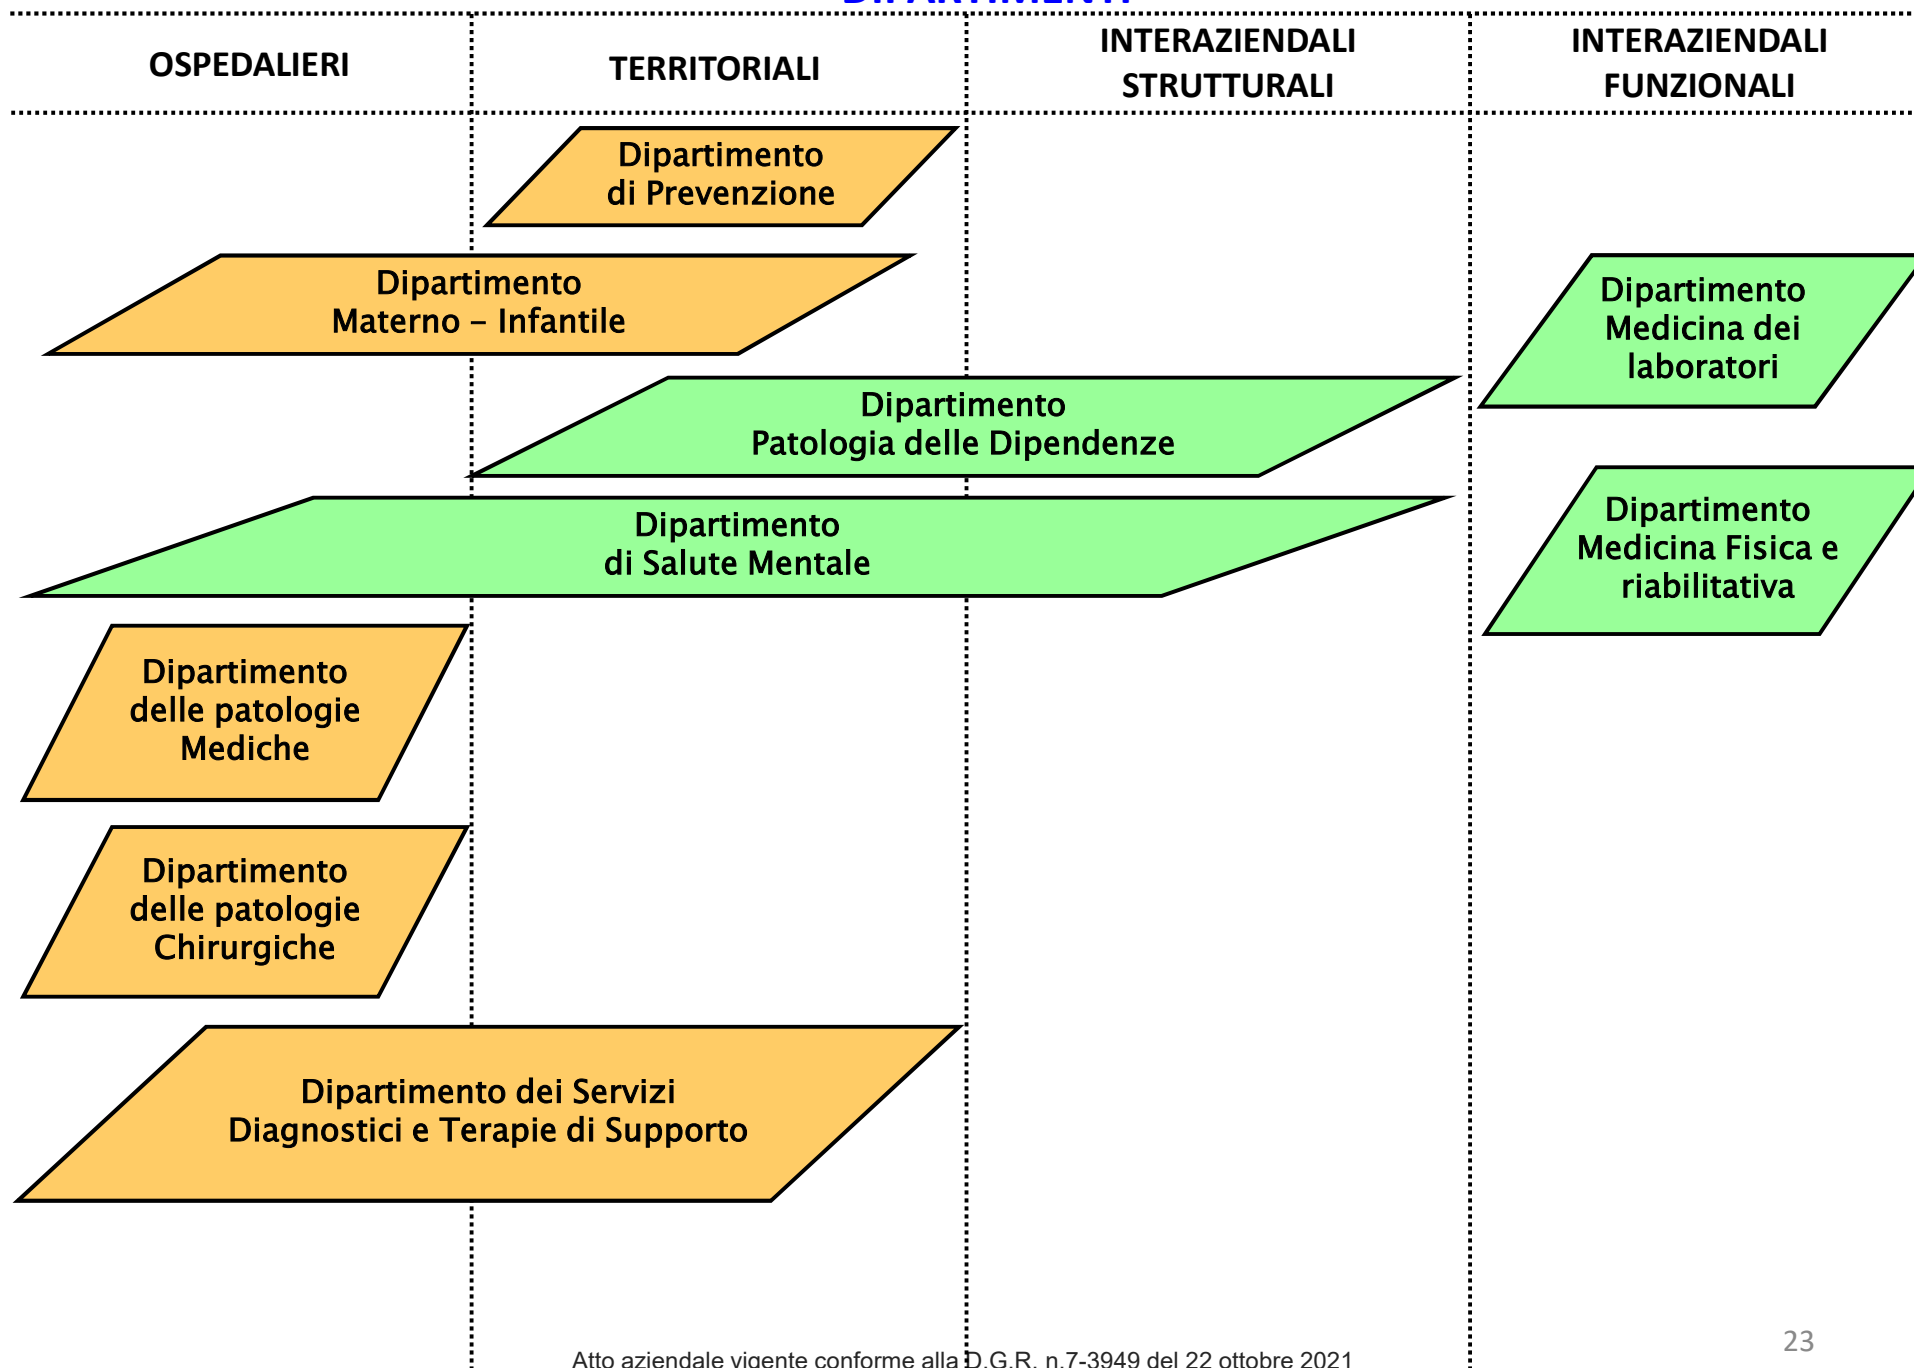 DIPARTIMENTI
OSPEDALIERI
TERRITORIALI
INTERAZIENDALI
STRUTTURALI
INTERAZIENDALI
FUNZIONALI
Dipartimento
di Prevenzione
Dipartimento
Materno – Infantile
Dipartimento
Medicina dei
laboratori
Dipartimento
Patologia delle Dipendenze
Dipartimento
di Salute Mentale
Dipartimento
Medicina Fisica e
riabilitativa
Dipartimento
delle patologie
Mediche
Dipartimento
delle patologie
Chirurgiche
Dipartimento dei Servizi
Diagnostici e Terapie di Supporto
23
Atto aziendale vigente conforme alla D.G.R. n.7-3949 del 22 ottobre 2021